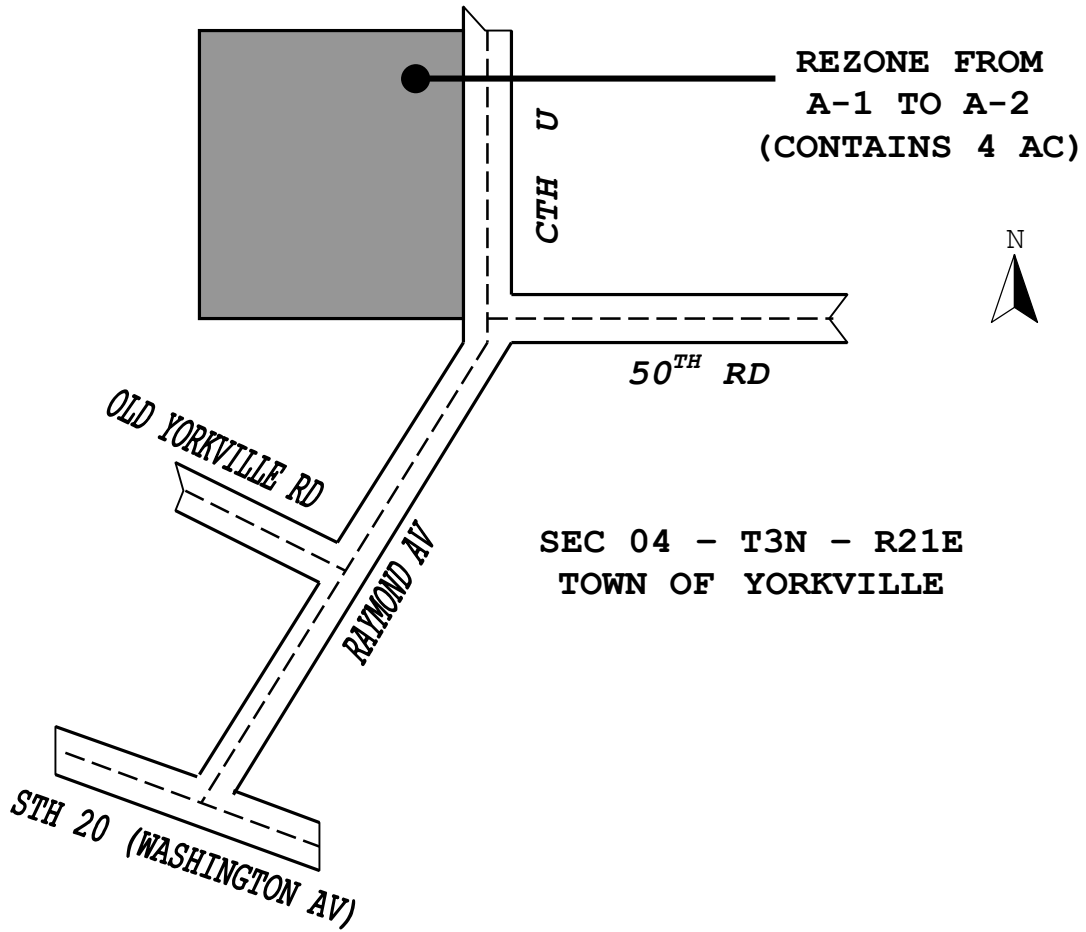 REZONE FROM
A-1 TO A-2
(CONTAINS 4 AC)
CTH U
N
50TH RD
OLD YORKVILLE RD
RAYMOND AV
SEC 04 – T3N – R21E
TOWN OF YORKVILLE
STH 20 (WASHINGTON AV)